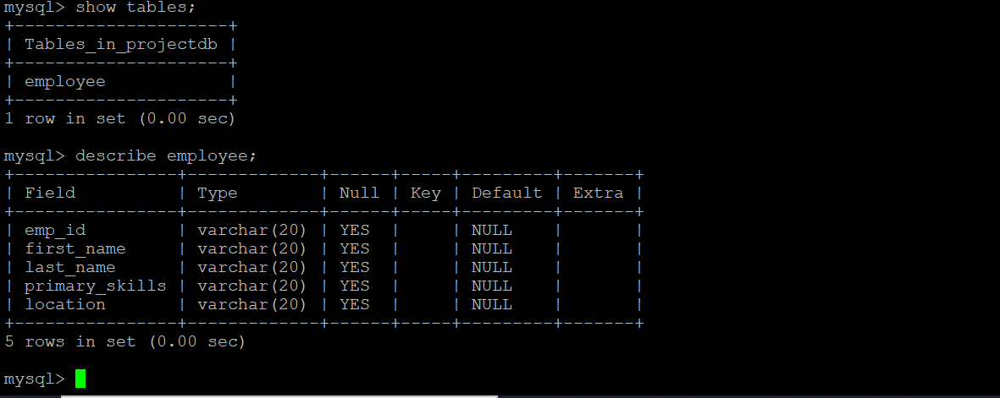 mysql> show tables;
+---------------------+
| Tables_in_projectdb |
+---------------------+
| employee            |
+---------------------+
1 row in set (0.00 sec)

mysql> describe employee;
+----------------+-------------+------+-----+---------+-------+
| Field          | Type        | Null | Key | Default | Extra |
+----------------+-------------+------+-----+---------+-------+
| emp_id         | varchar(20) | YES  |     | NULL    |       |
| first_name     | varchar(20) | YES  |     | NULL    |       |
| last_name      | varchar(20) | YES  |     | NULL    |       |
| primary_skills | varchar(20) | YES  |     | NULL    |       |
| location       | varchar(20) | YES  |     | NULL    |       |
+----------------+-------------+------+-----+---------+-------+
5 rows in set (0.00 sec)

mysql>